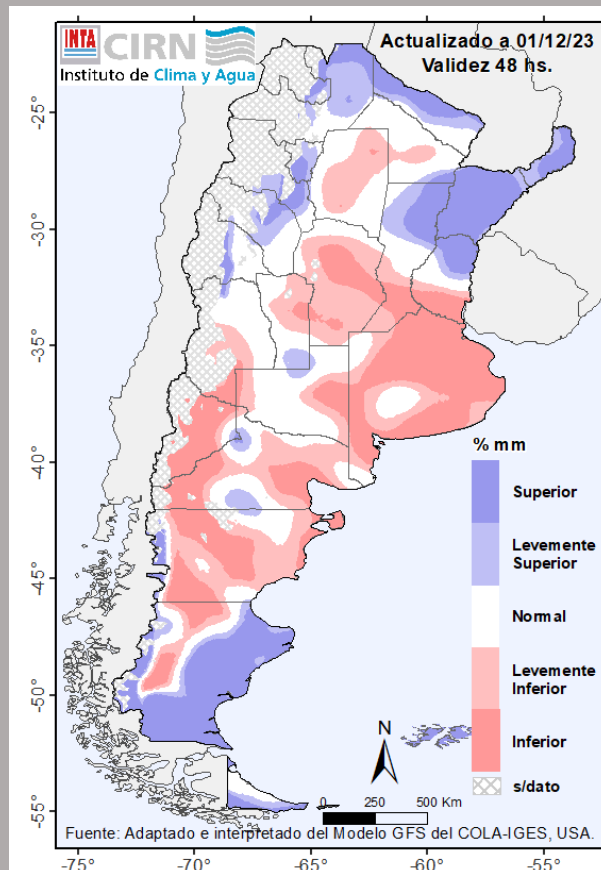 INTA CIRN
Instituto de Clima y Agua
Actualizado a 01/12/23
Validez 48 hs.
-25°
-30°
-35°
-40°
-45°
-50°
-55°
% mm
Superior
Levemente
Superior
Normal
Levemente
Inferior
Inferior
s/dato
N
0 250 500 Km
Fuente: Adaptado e interpretado del Modelo GFS del COLA-IGES, USA.
-75° -70° -65° -60° -55°